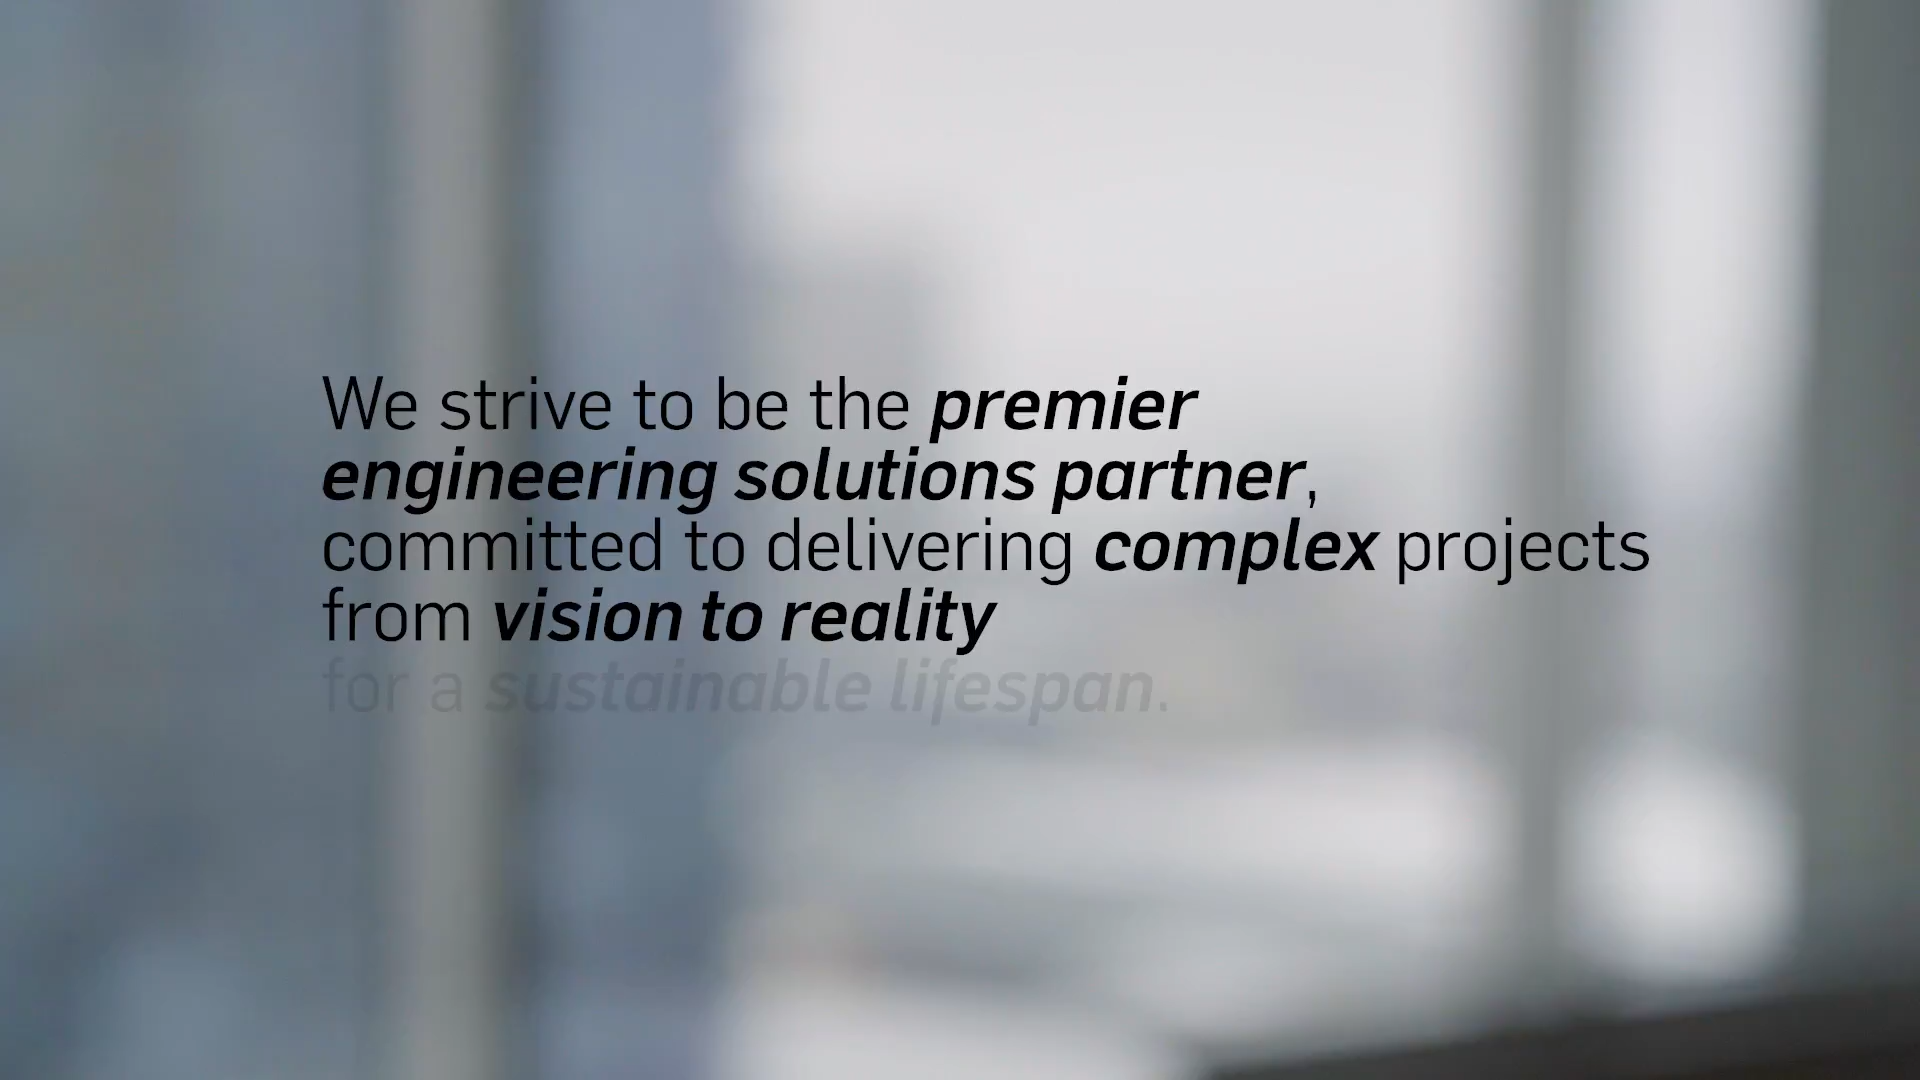 We strive to be the premier
engineering solutions partner,
committed to delivering complex projects
from vision to reality
for a sustainable lifespan.